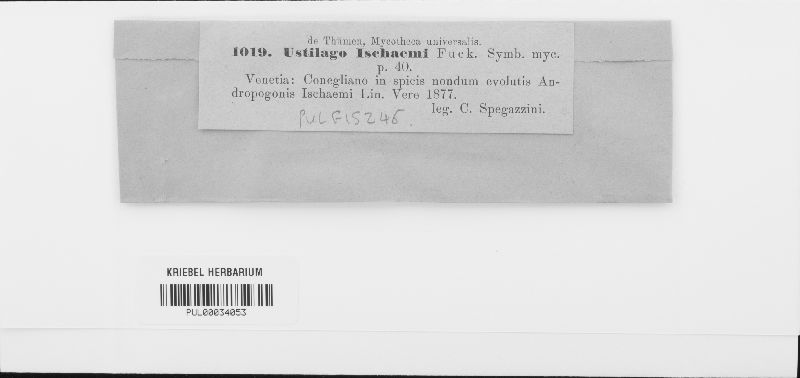 de Thümen, Mycotheca universalis.
1019. Ustilago Ischaemi Fuck. Symb. myc.
p. 40.
Venetia: Conegliano in spicis nondum evolutis An-
dropogonis Ischaemi Lin. Vere 1877.
leg. C. Spegazzini.
PUL F15246.
KRIEBEL HERBARIUM
PUL00034053